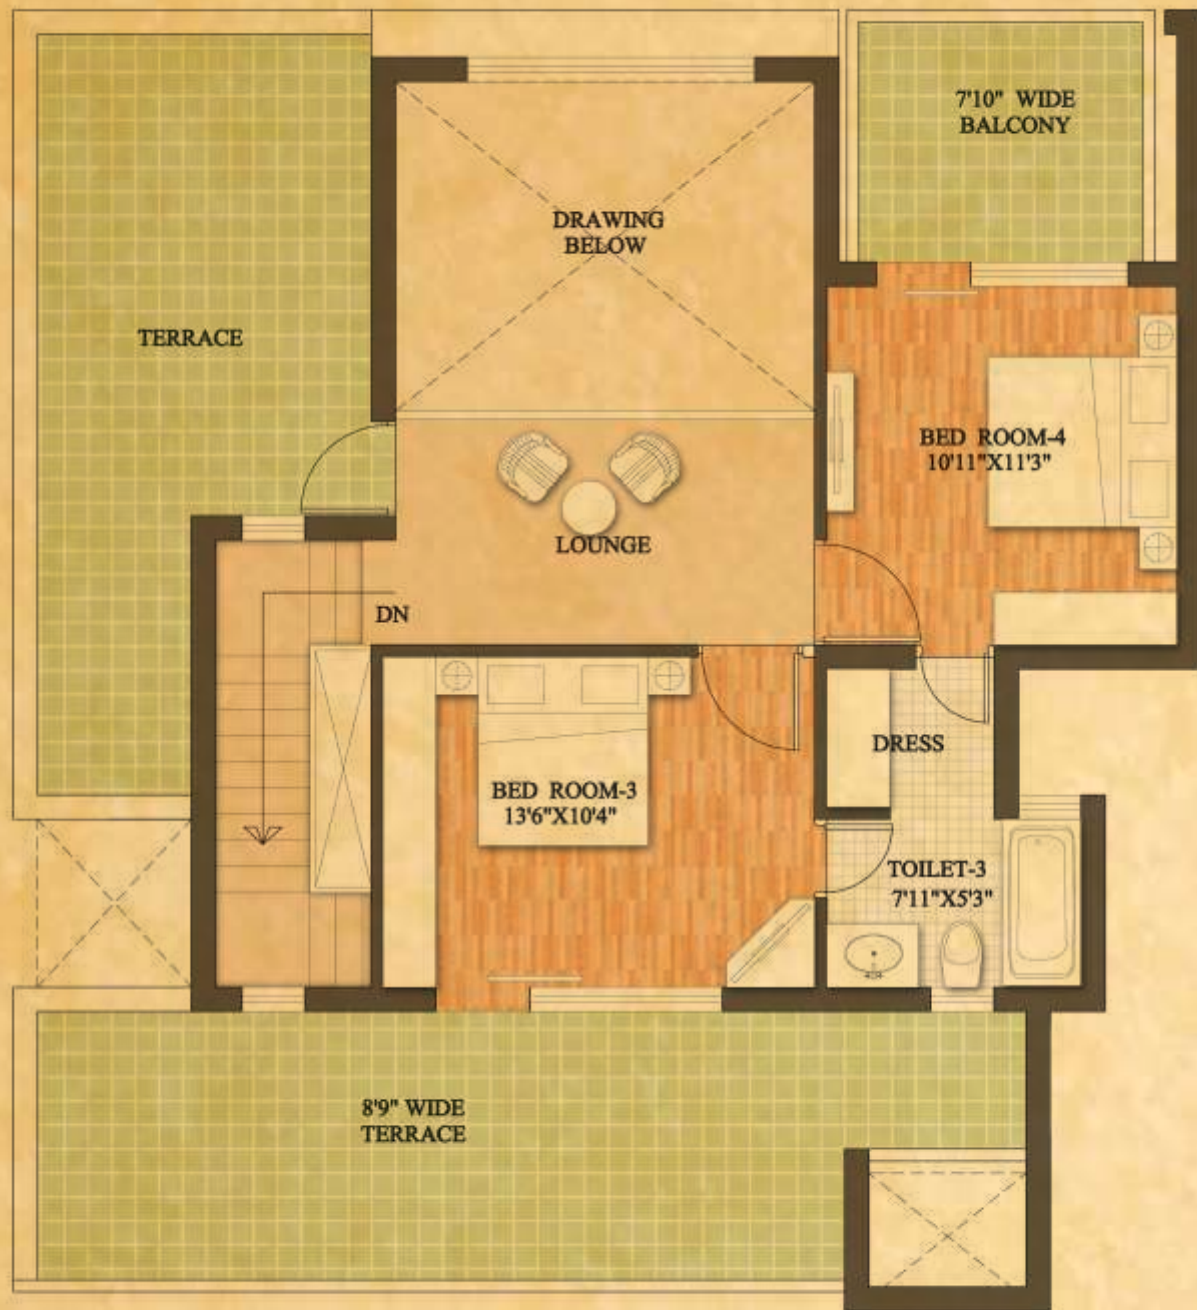 7'10" WIDE
BALCONY
DRAWING
BELOW
TERRACE
BED ROOM-4
10'11"X11'3"
LOUNGE
DN
DRESS
BED ROOM-3
13'6"X10'4"
TOILET-3
7'11"X5'3"
8'9" WIDE
TERRACE